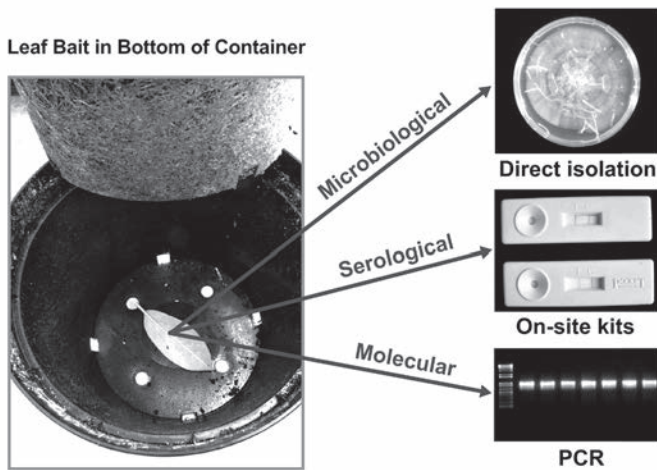 Leaf Bait in Bottom of Container
Microbiological
Direct isolation
Serological
On-site kits
Molecular
PCR